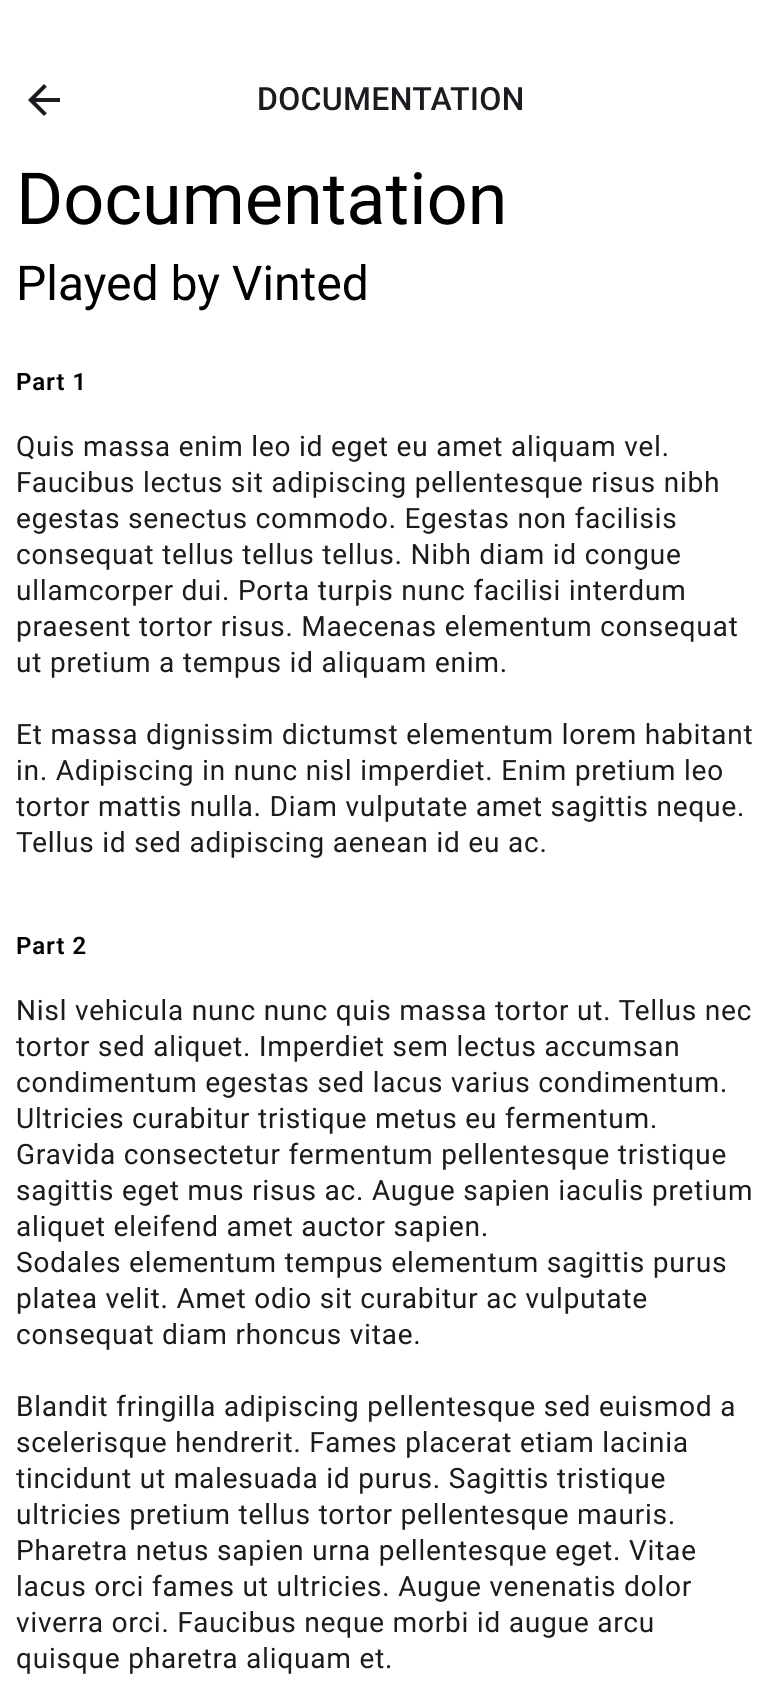 DOCUMENTATION
Documentation
Played by Vinted
Part 1
Quis massa enim leo id eget eu amet aliquam vel.
Faucibus lectus sit adipiscing pellentesque risus nibh
egestas senectus commodo. Egestas non facilisis
consequat tellus tellus tellus. Nibh diam id congue
ullamcorper dui. Porta turpis nunc facilisi interdum
praesent tortor risus. Maecenas elementum consequat
ut pretium a tempus id aliquam enim.
Et massa dignissim dictumst elementum lorem habitant
in. Adipiscing in nunc nisl imperdiet. Enim pretium leo
tortor mattis nulla. Diam vulputate amet sagittis neque.
Tellus id sed adipiscing aenean id eu ac.
Part 2
Nisl vehicula nunc nunc quis massa tortor ut. Tellus nec
tortor sed aliquet. Imperdiet sem lectus accumsan
condimentum egestas sed lacus varius condimentum.
Ultricies curabitur tristique metus eu fermentum.
Gravida consectetur fermentum pellentesque tristique
sagittis eget mus risus ac. Augue sapien iaculis pretium
aliquet eleifend amet auctor sapien.
Sodales elementum tempus elementum sagittis purus
platea velit. Amet odio sit curabitur ac vulputate
consequat diam rhoncus vitae.
Blandit fringilla adipiscing pellentesque sed euismod a
scelerisque hendrerit. Fames placerat etiam lacinia
tincidunt ut malesuada id purus. Sagittis tristique
ultricies pretium tellus tortor pellentesque mauris.
Pharetra netus sapien urna pellentesque eget. Vitae
lacus orci fames ut ultricies. Augue venenatis dolor
viverra orci. Faucibus neque morbi id augue arcu
quisque pharetra aliquam et.